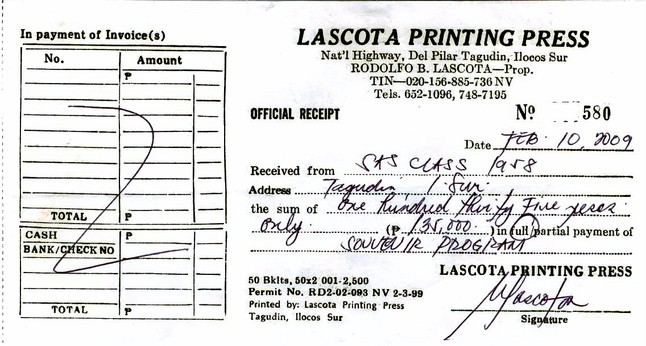 In payment of Invoice(s)
No. Amount
₱
TOTAL ₱
CASH ₱
BANK/CHECK NO
TOTAL ₱
LASCOTA PRINTING PRESS
Nat'l Highway, Del Pilar Tagudin, Ilocos Sur
RODOLFO B. LASCOTA—Prop.
TIN—020-156-885-736 NV
Tels. 652-1096, 748-7195
OFFICIAL RECEIPT Nº 580
Date FEB. 10, 2009
Received from SAS CLASS 1958
Address Tagudin I. Sur
the sum of One Hundred thirty Five pesos
Only. (₱ 135,000.) in full/partial payment of
SOUVENIR PROGRAM
LASCOTA PRINTING PRESS
50 Bklts, 50x2 001-2,500
Permit No. RD2-02-093 NV 2-3-99
Printed by: Lascota Printing Press
Tagudin, Ilocos Sur
Signature